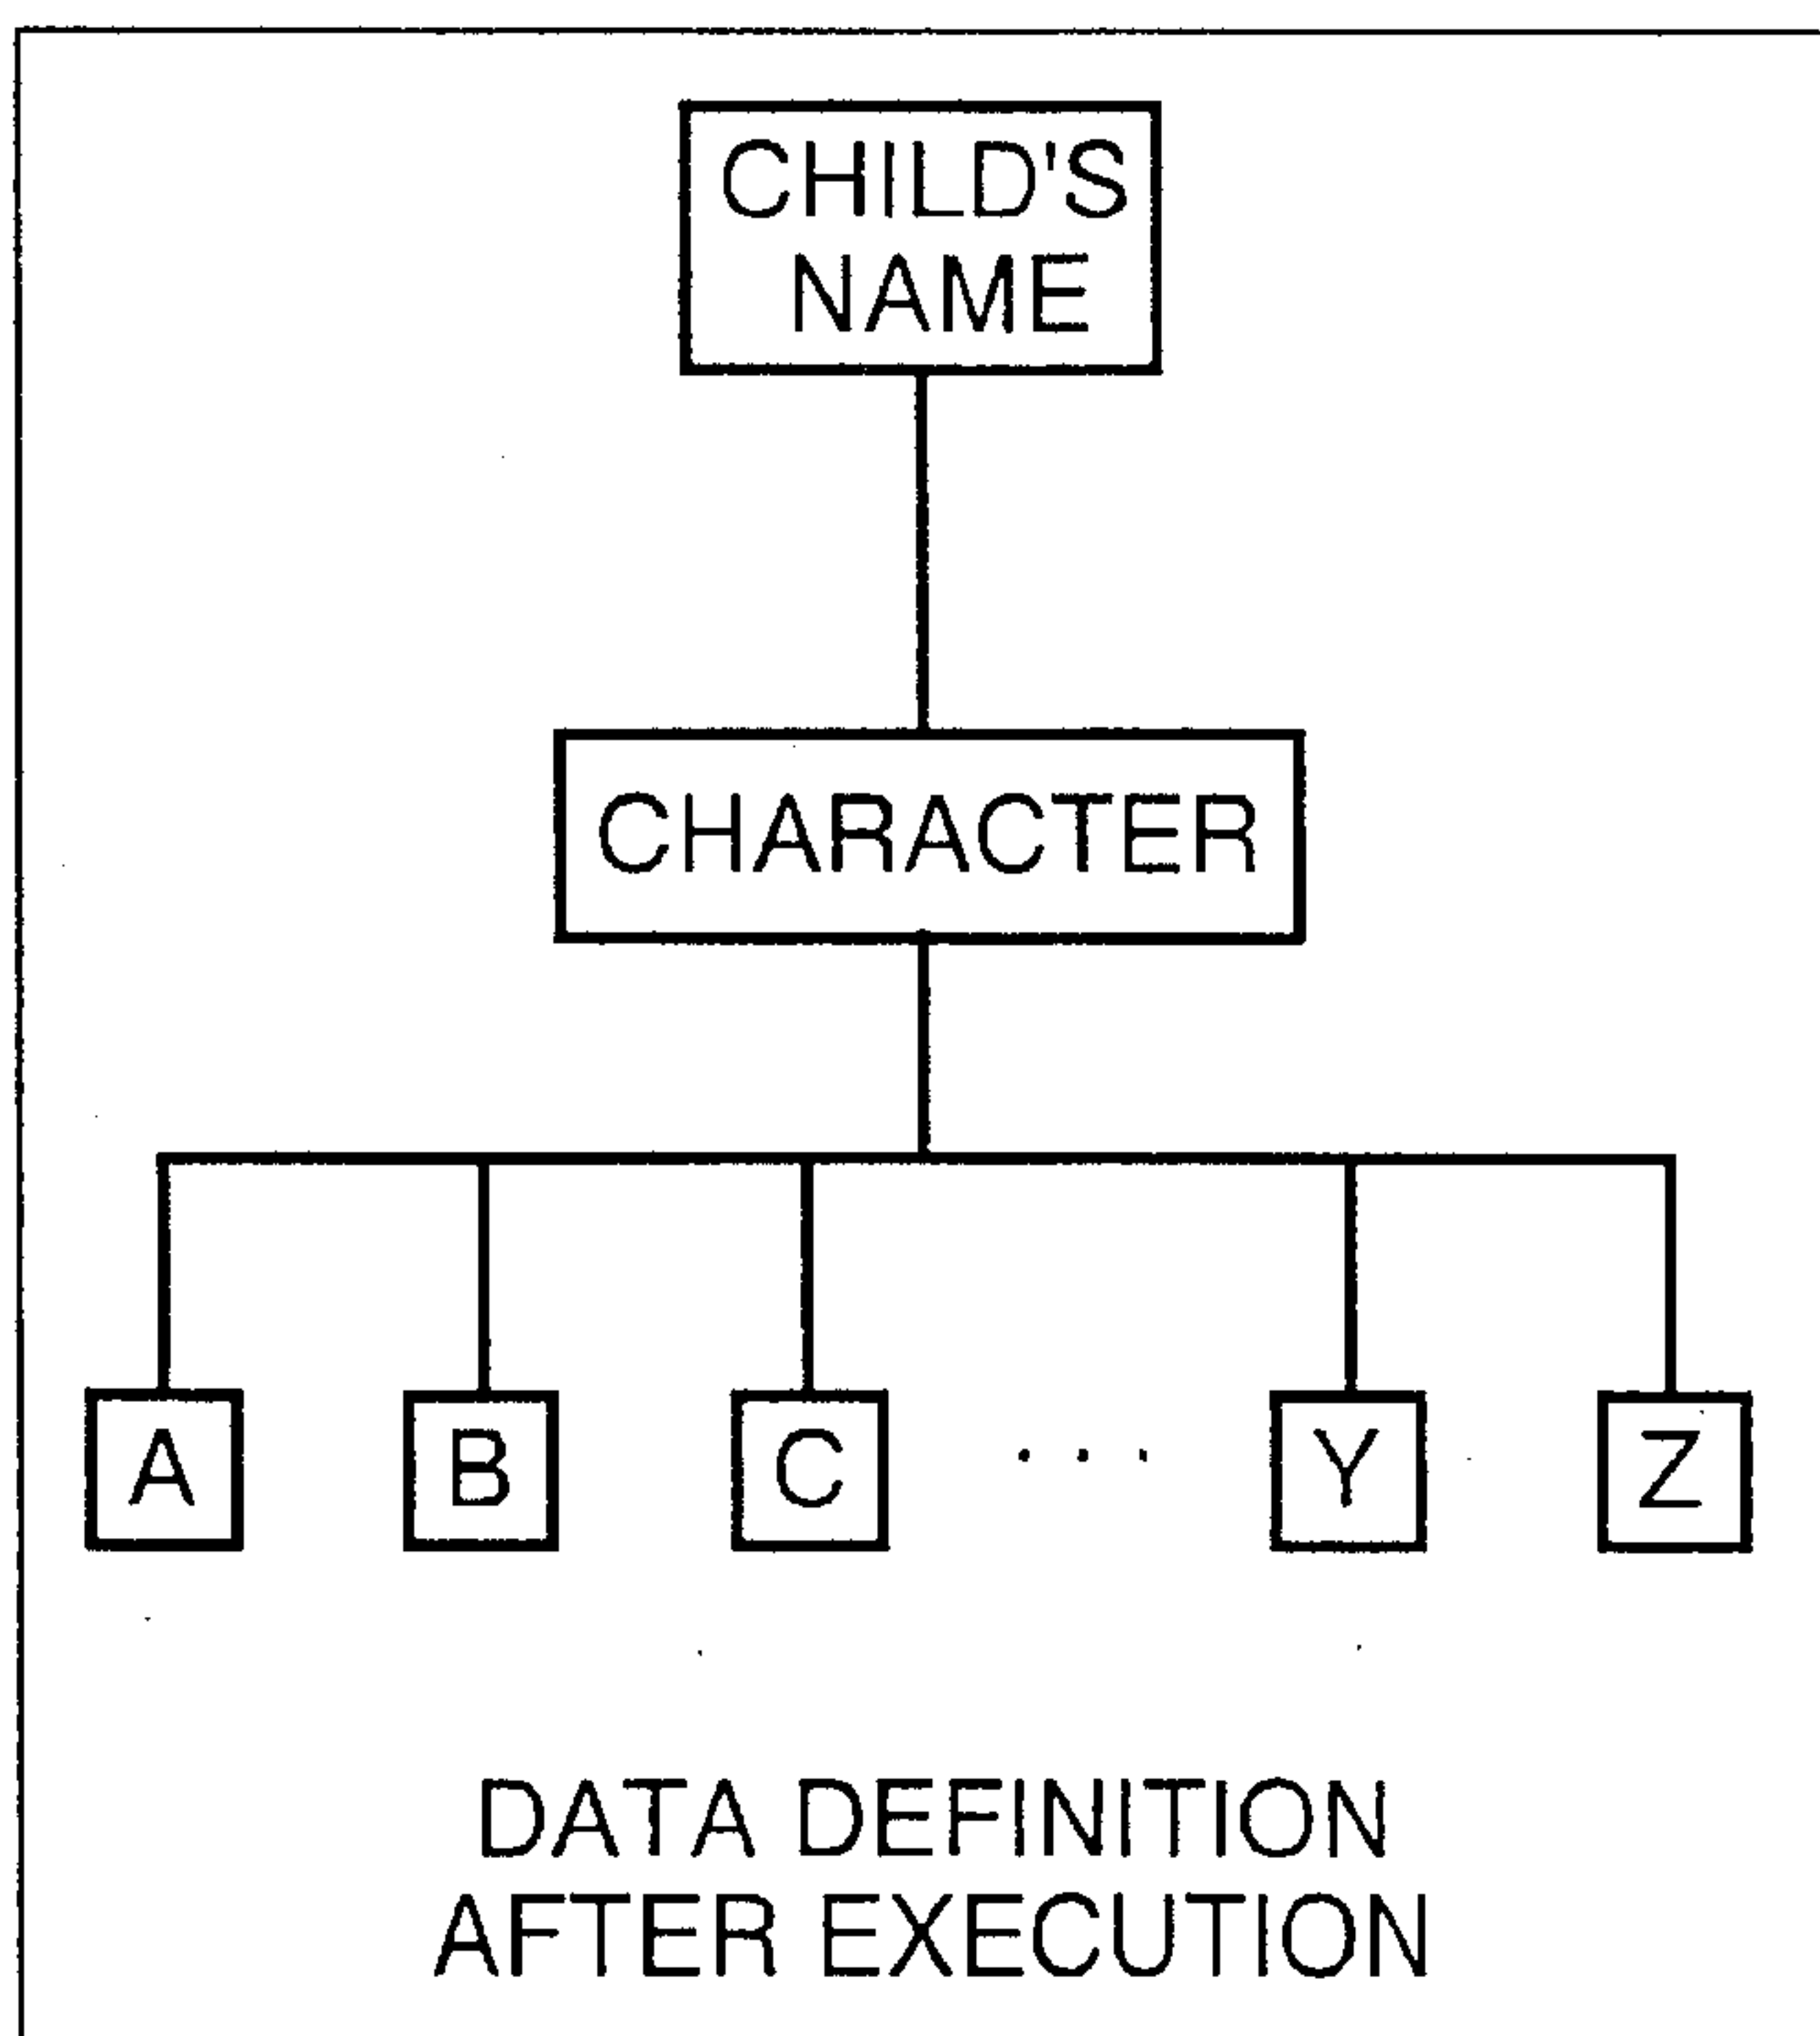 CHILD'S
NAME
CHARACTER
A B C . . . Y Z
DATA DEFINITION
AFTER EXECUTION